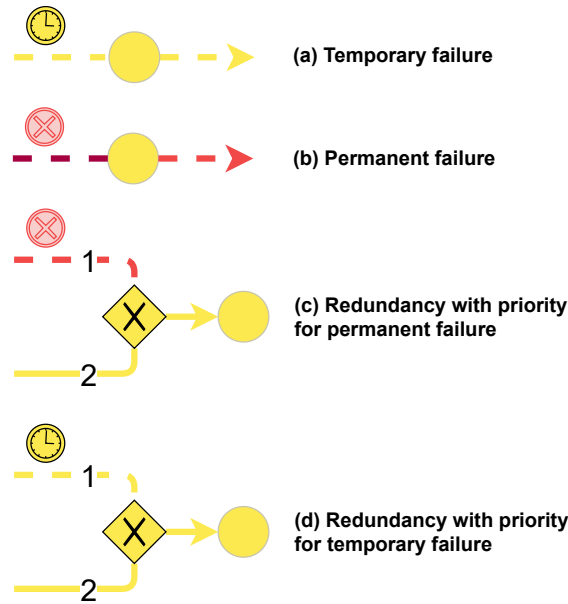 (a) Temporary failure
(b) Permanent failure
1
(c) Redundancy with priority
for permanent failure
2
1
(d) Redundancy with priority
for temporary failure
2